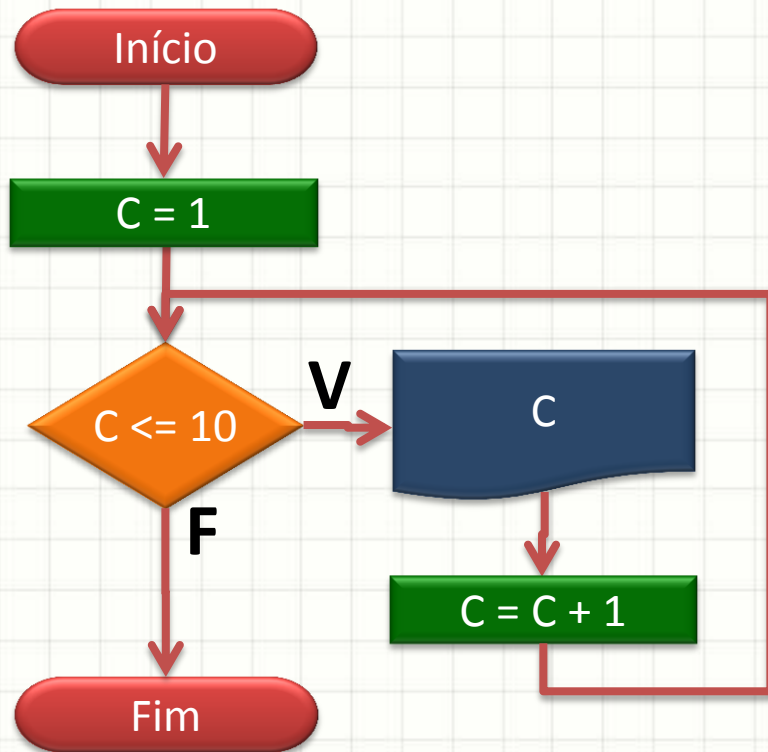 Início
C = 1
C <= 10
V
C
F
C = C + 1
Fim